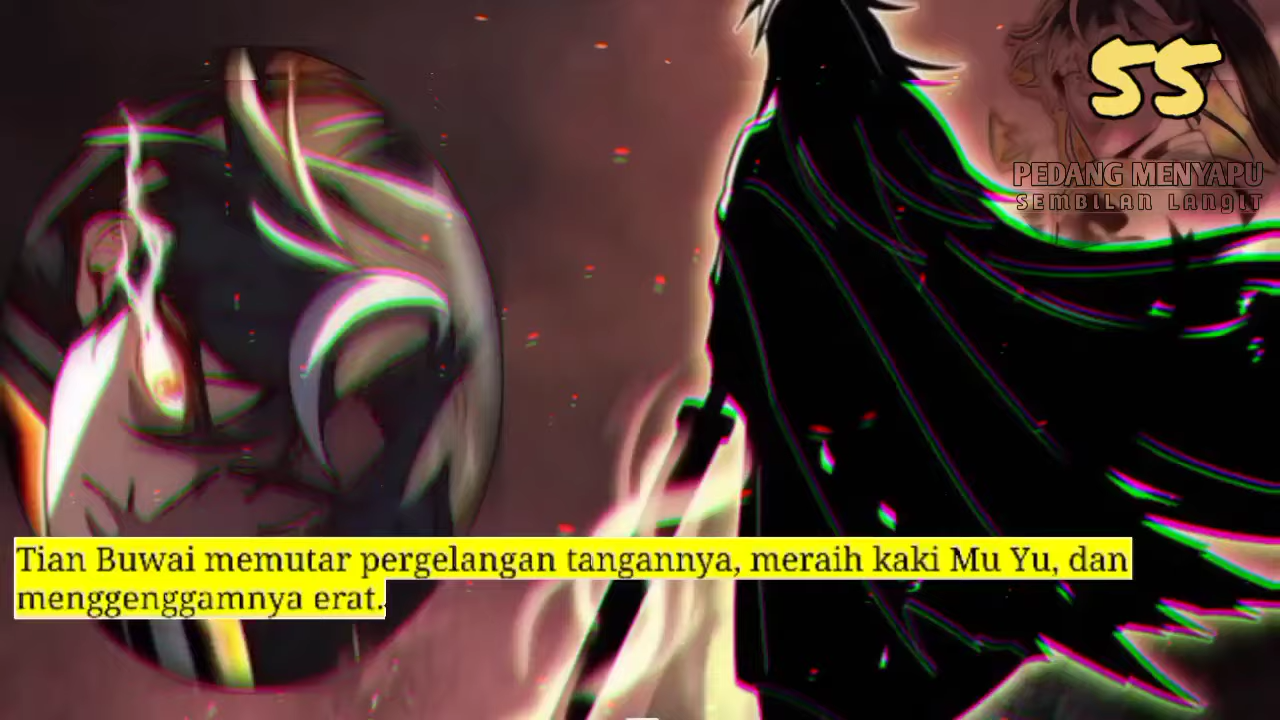 55
PEDANG MENYAPU
SEMBILAN LANGIT
Tian Buwai memutar pergelangan tangannya, meraih kaki Mu Yu, dan
menggenggamnya erat.